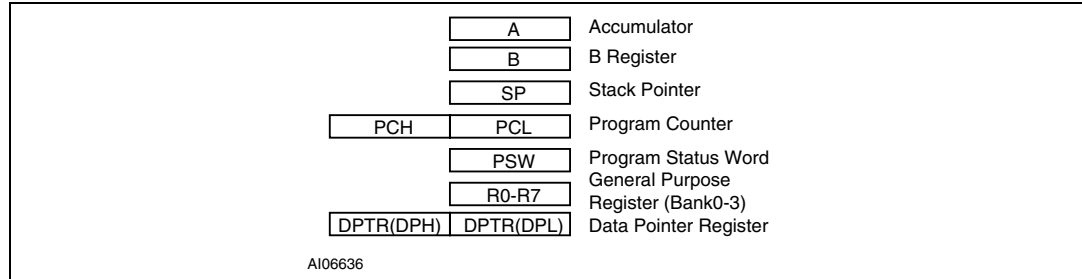 A Accumulator
B B Register
SP Stack Pointer
PCH PCL Program Counter
PSW Program Status Word
R0-R7 General Purpose
Register (Bank0-3)
DPTR(DPH) DPTR(DPL) Data Pointer Register
AI06636